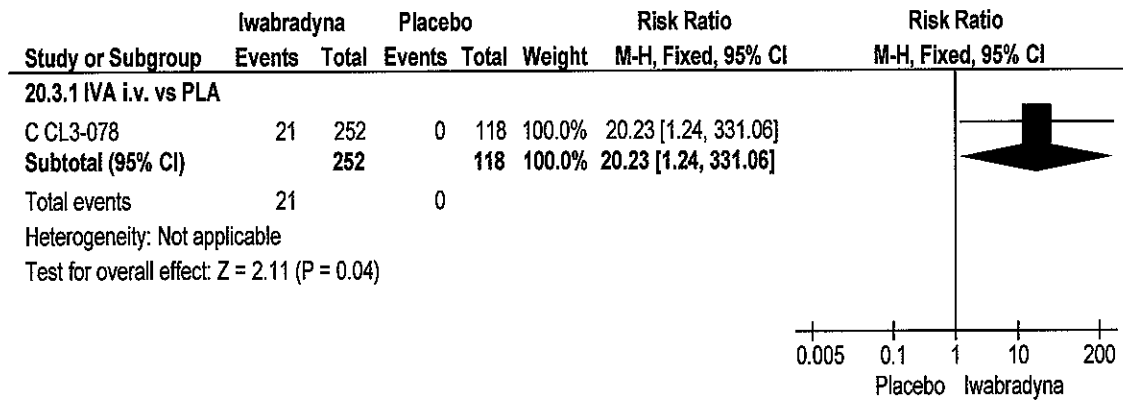 Iwabradyna Placebo Risk Ratio Risk Ratio
Study or Subgroup Events Total Events Total Weight M-H, Fixed, 95% CI M-H, Fixed, 95% CI
20.3.1 IVA i.v. vs PLA
C CL3-078 21 252 0 118 100.0% 20.23 [1.24, 331.06]
Subtotal (95% CI) 252 118 100.0% 20.23 [1.24, 331.06]
Total events 21 0
Heterogeneity: Not applicable
Test for overall effect: Z = 2.11 (P = 0.04)
0.005 0.1 1 10 200
Placebo Iwabradyna